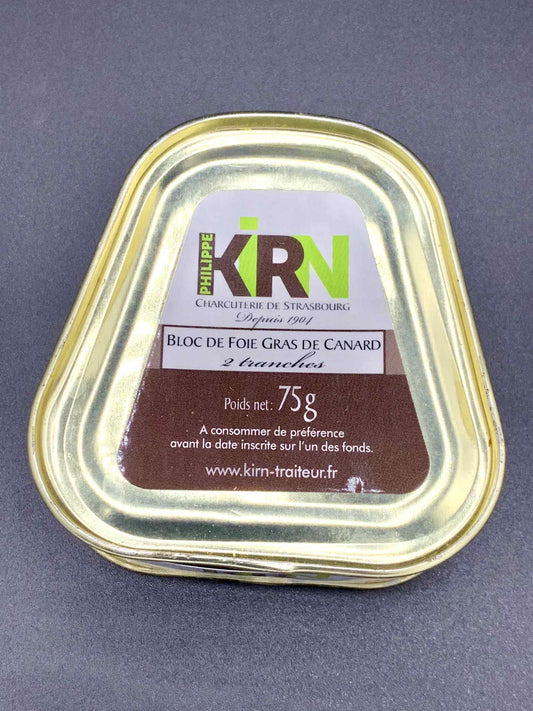 PHILIPPE
KIRN
CHARCUTERIE DE STRASBOURG
Depuis 1904
BLOC DE FOIE GRAS DE CANARD
2 tranches
Poids net : 75g
A consommer de préférence
avant la date inscrite sur l'un des fonds.
www.kirn-traiteur.fr